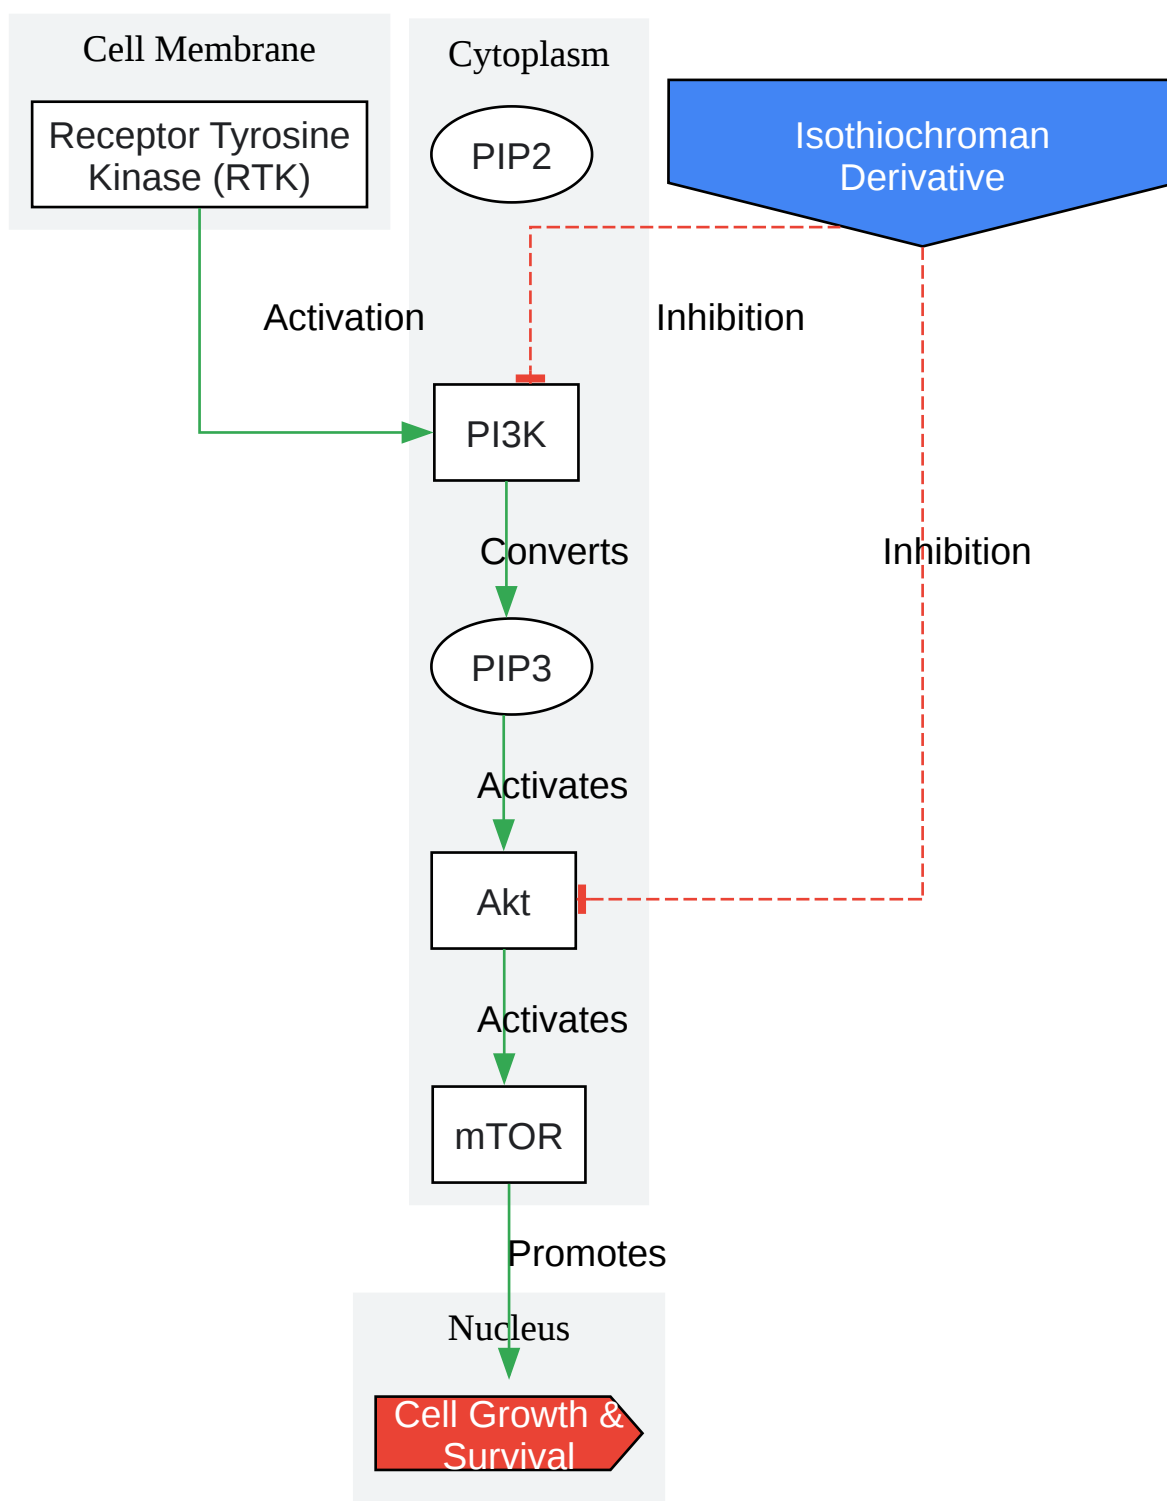 Cell Membrane
Receptor Tyrosine
Kinase (RTK)
Cytoplasm
PIP2
Isothiochroman
Derivative
Activation
Inhibition
PI3K
Converts
Inhibition
PIP3
Activates
Akt
Activates
mTOR
Promotes
Nucleus
Cell Growth &
Survival